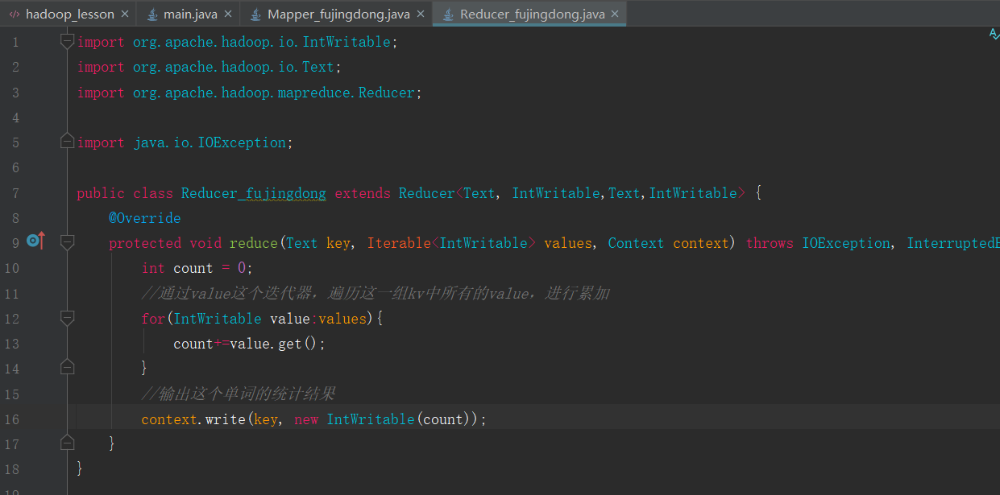 hadoop_lesson × main.java × Mapper_fujingdong.java × Reducer_fujingdong.java ×
1 import org.apache.hadoop.io.IntWritable;
2 import org.apache.hadoop.io.Text;
3 import org.apache.hadoop.mapreduce.Reducer;
4
5 import java.io.IOException;
6
7 public class Reducer_fujingdong extends Reducer<Text, IntWritable,Text,IntWritable> {
8 @Override
9 protected void reduce(Text key, Iterable<IntWritable> values, Context context) throws IOException, InterruptedE
10 int count = 0;
11 //通过value这个迭代器，遍历这一组kv中所有的value，进行累加
12 for(IntWritable value:values){
13 count+=value.get();
14 }
15 //输出这个单词的统计结果
16 context.write(key, new IntWritable(count));
17 }
18 }